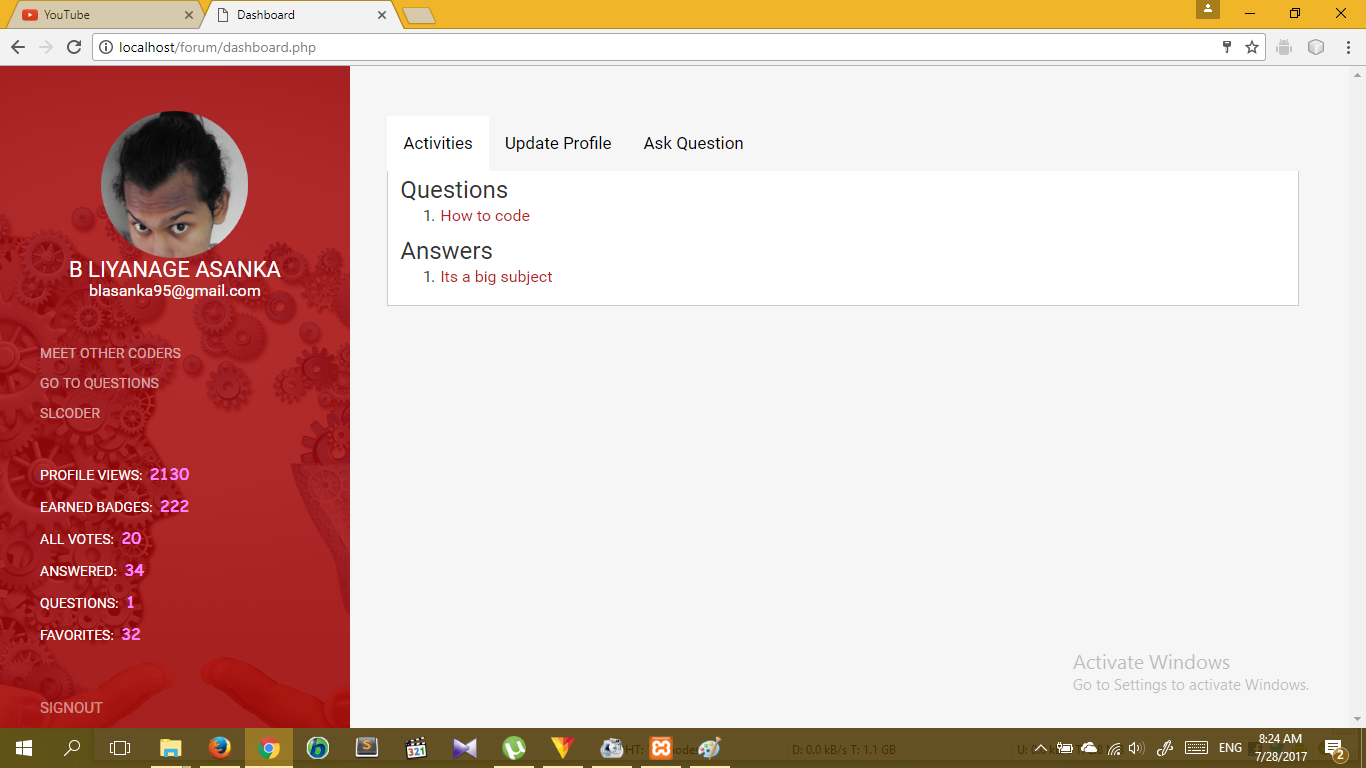 YouTube
Dashboard
localhost/forum/dashboard.php
B LIYANAGE ASANKA
blasanka95@gmail.com
MEET OTHER CODERS
GO TO QUESTIONS
SLCODER
PROFILE VIEWS: 2130
EARNED BADGES: 222
ALL VOTES: 20
ANSWERED: 34
QUESTIONS: 1
FAVORITES: 32
SIGNOUT
Activities Update Profile Ask Question
Questions
1. How to code
Answers
1. Its a big subject
Activate Windows
Go to Settings to activate Windows.
321
D: 0.0 kB/s T: 1.1 GB
ENG
8:24 AM
7/28/2017
2